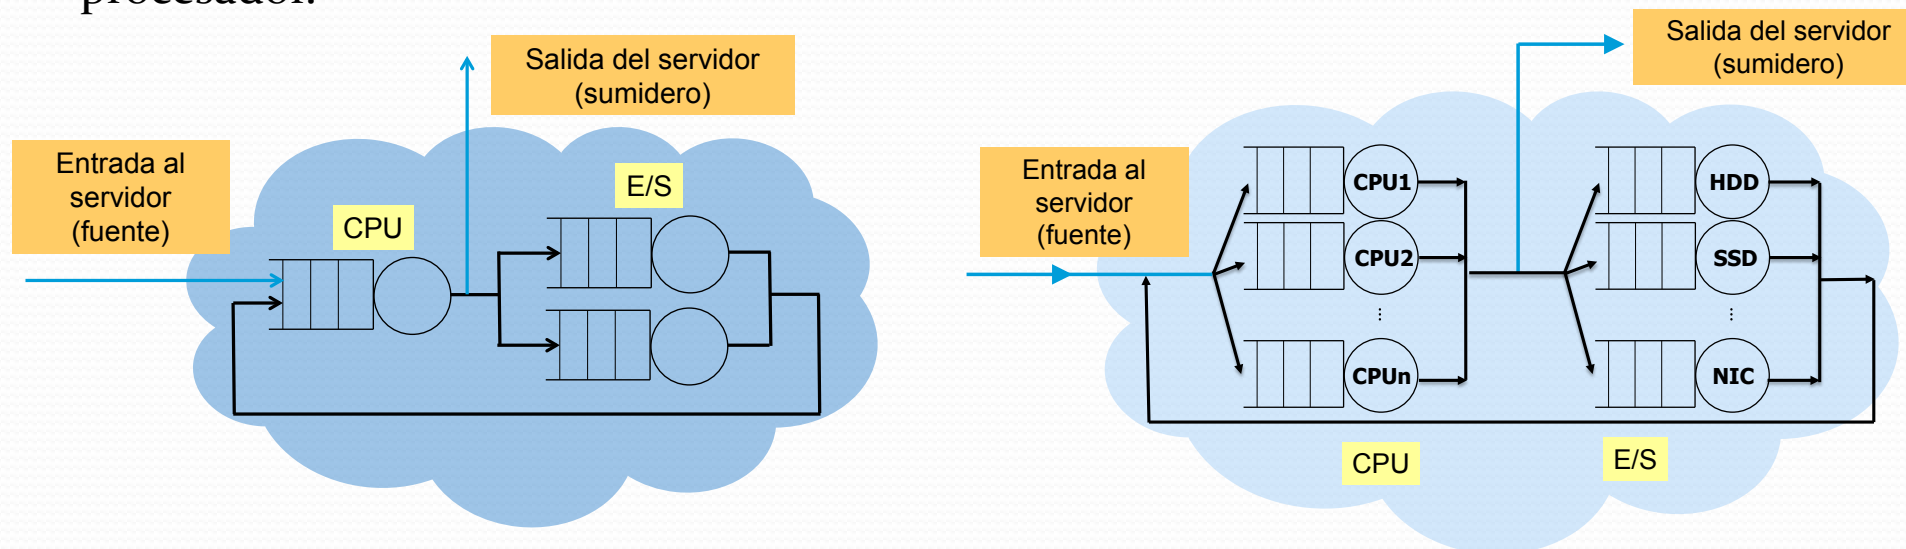 procesador.
Salida del servidor
(sumidero)
Entrada al
servidor
(fuente)
CPU
E/S
Salida del servidor
(sumidero)
Entrada al
servidor
(fuente)
CPU1
CPU2
...
CPUn
HDD
SSD
...
NIC
CPU
E/S